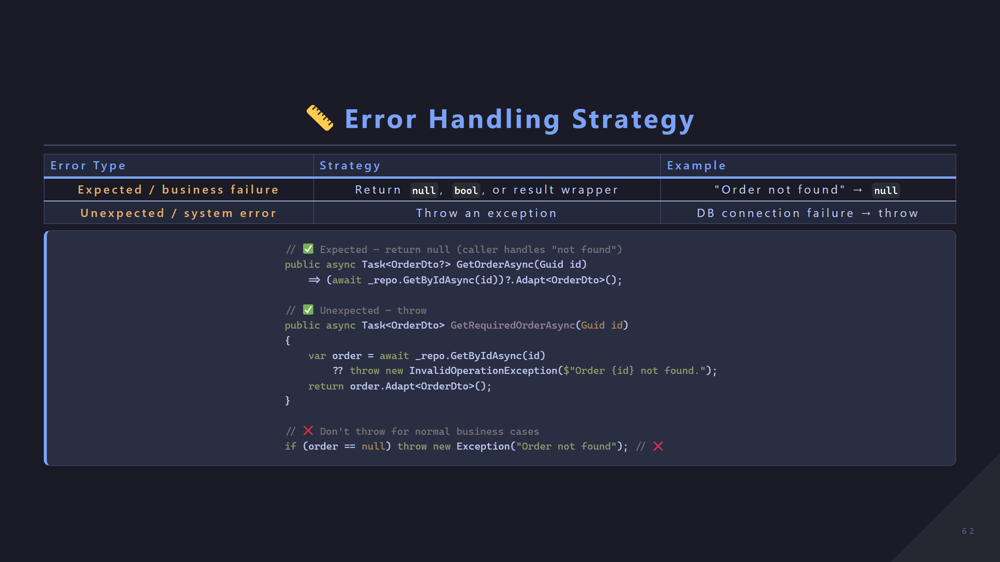 📏 Error Handling Strategy
Error Type Strategy Example
Expected / business failure Return null, bool, or result wrapper "Order not found" → null
Unexpected / system error Throw an exception DB connection failure → throw
// ✅ Expected — return null (caller handles "not found")
public async Task<OrderDto?> GetOrderAsync(Guid id)
    => (await _repo.GetByIdAsync(id))?.Adapt<OrderDto>();
// ✅ Unexpected — throw
public async Task<OrderDto> GetRequiredOrderAsync(Guid id)
{
    var order = await _repo.GetByIdAsync(id)
        ?? throw new InvalidOperationException($"Order {id} not found.");
    return order.Adapt<OrderDto>();
}
// ❌ Don't throw for normal business cases
if (order == null) throw new Exception("Order not found"); // ❌
62